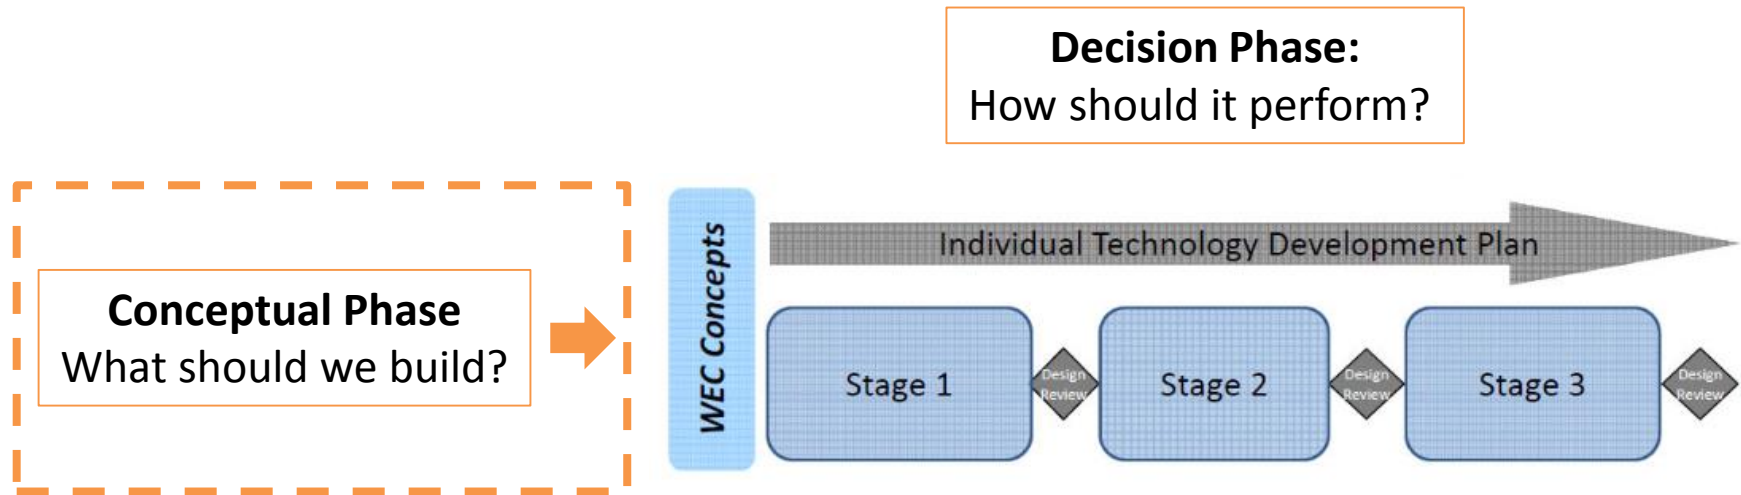 Decision Phase:
How should it perform?
Conceptual Phase
What should we build?
WEC Concepts
Individual Technology Development Plan
Stage 1
Design
Review
Stage 2
Design
Review
Stage 3
Design
Review